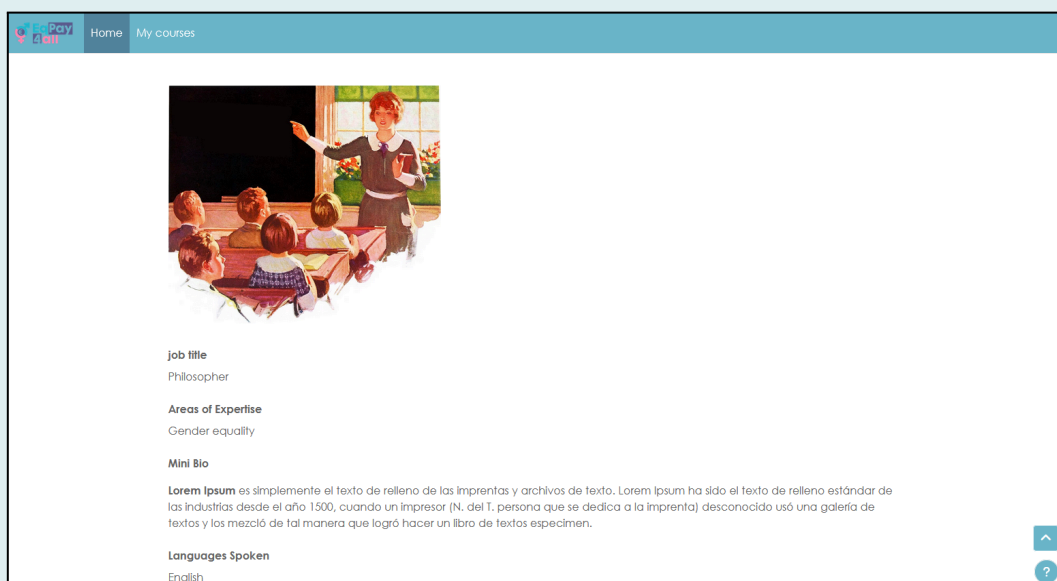 EqPay
4all
Home
My courses
job title
Philosopher
Areas of Expertise
Gender equality
Mini Bio
Lorem Ipsum es simplemente el texto de relleno de las imprentas y archivos de texto. Lorem Ipsum ha sido el texto de relleno estándar de
las industrias desde el año 1500, cuando un impresor (N. del T. persona que se dedica a la imprenta) desconocido usó una galería de
textos y los mezcló de tal manera que logró hacer un libro de textos especimen.
Languages Spoken
English
?